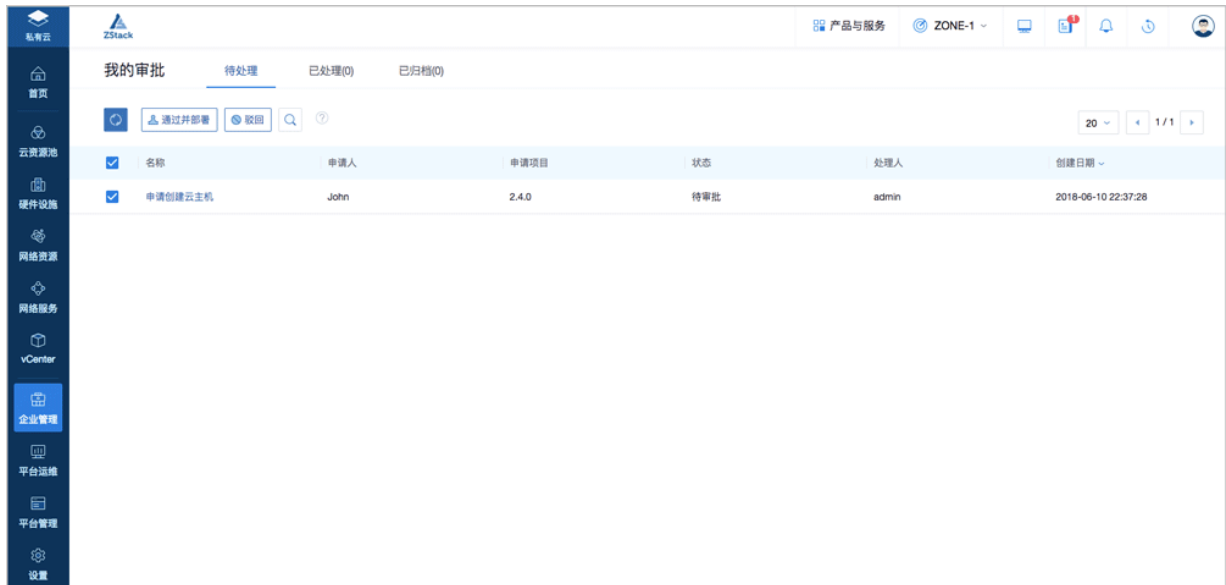 私有云
ZStack
产品与服务
ZONE-1
1
首页
云资源池
硬件设施
网络资源
网络服务
vCenter
企业管理
平台运维
平台管理
设置
我的审批 待处理 已处理(0) 已归档(0)
通过并部署 驳回 ? 20 1 / 1
名称 申请人 申请项目 状态 处理人 创建日期
申请创建云主机 John 2.4.0 待审批 admin 2018-06-10 22:37:28